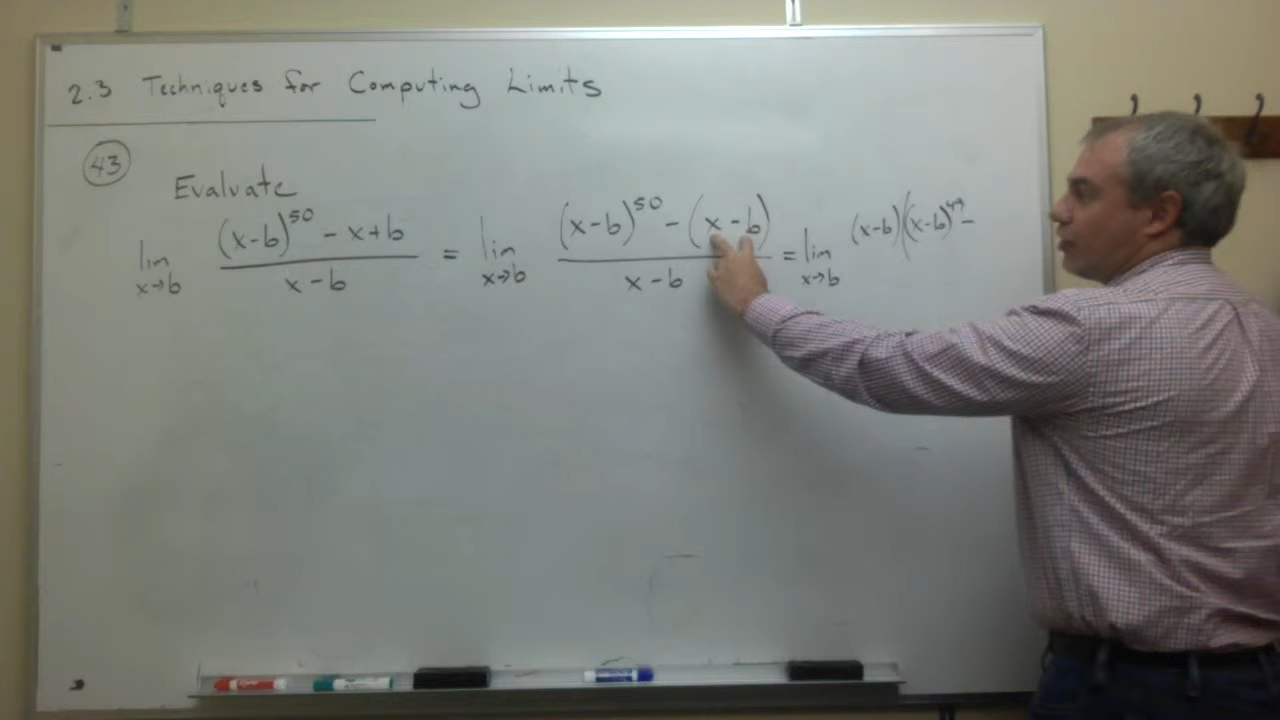 2.3 Techniques for Computing Limits
43
Evaluate
lim x→b ((x-b)^50 - x+b)/(x-b) = lim x→b ((x-b)^50 - (x-b))/(x-b) = lim x→b (x-b)((x-b)^49 -